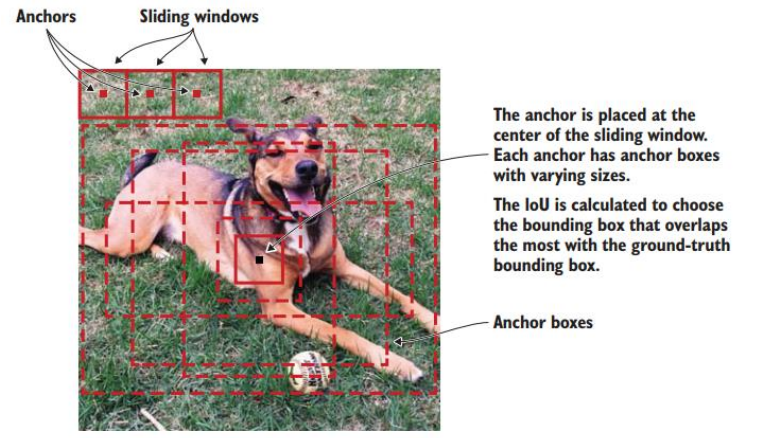 Anchors
Sliding windows
The anchor is placed at the
center of the sliding window.
Each anchor has anchor boxes
with varying sizes.
The IoU is calculated to choose
the bounding box that overlaps
the most with the ground-truth
bounding box.
Anchor boxes